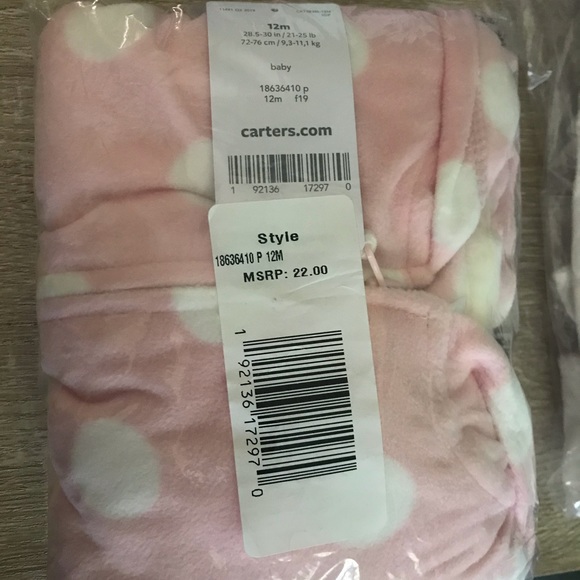 12m
28.5-30 in / 21-25 lb
72-76 cm / 9,3-11,1 kg
baby
18636410 p
12m f19
carters.com
1 92136 17297 0
Style
18636410 P 12M
MSRP: 22.00
1 92136 17297 0